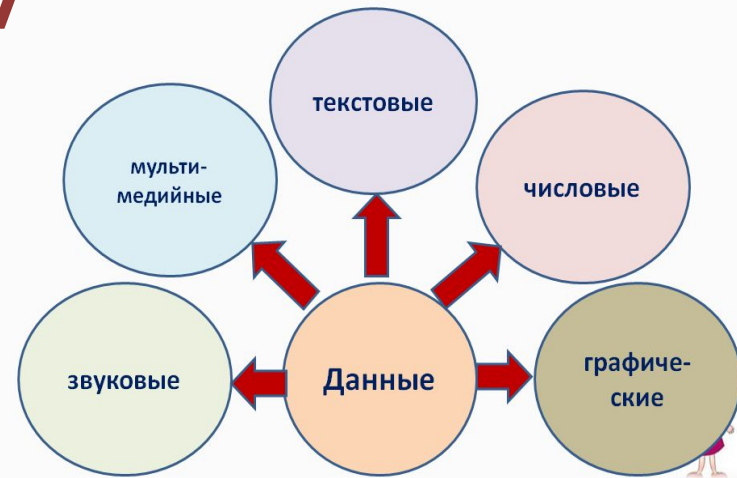 текстовые
мульти-
медийные
числовые
звуковые
Данные
графиче-
ские